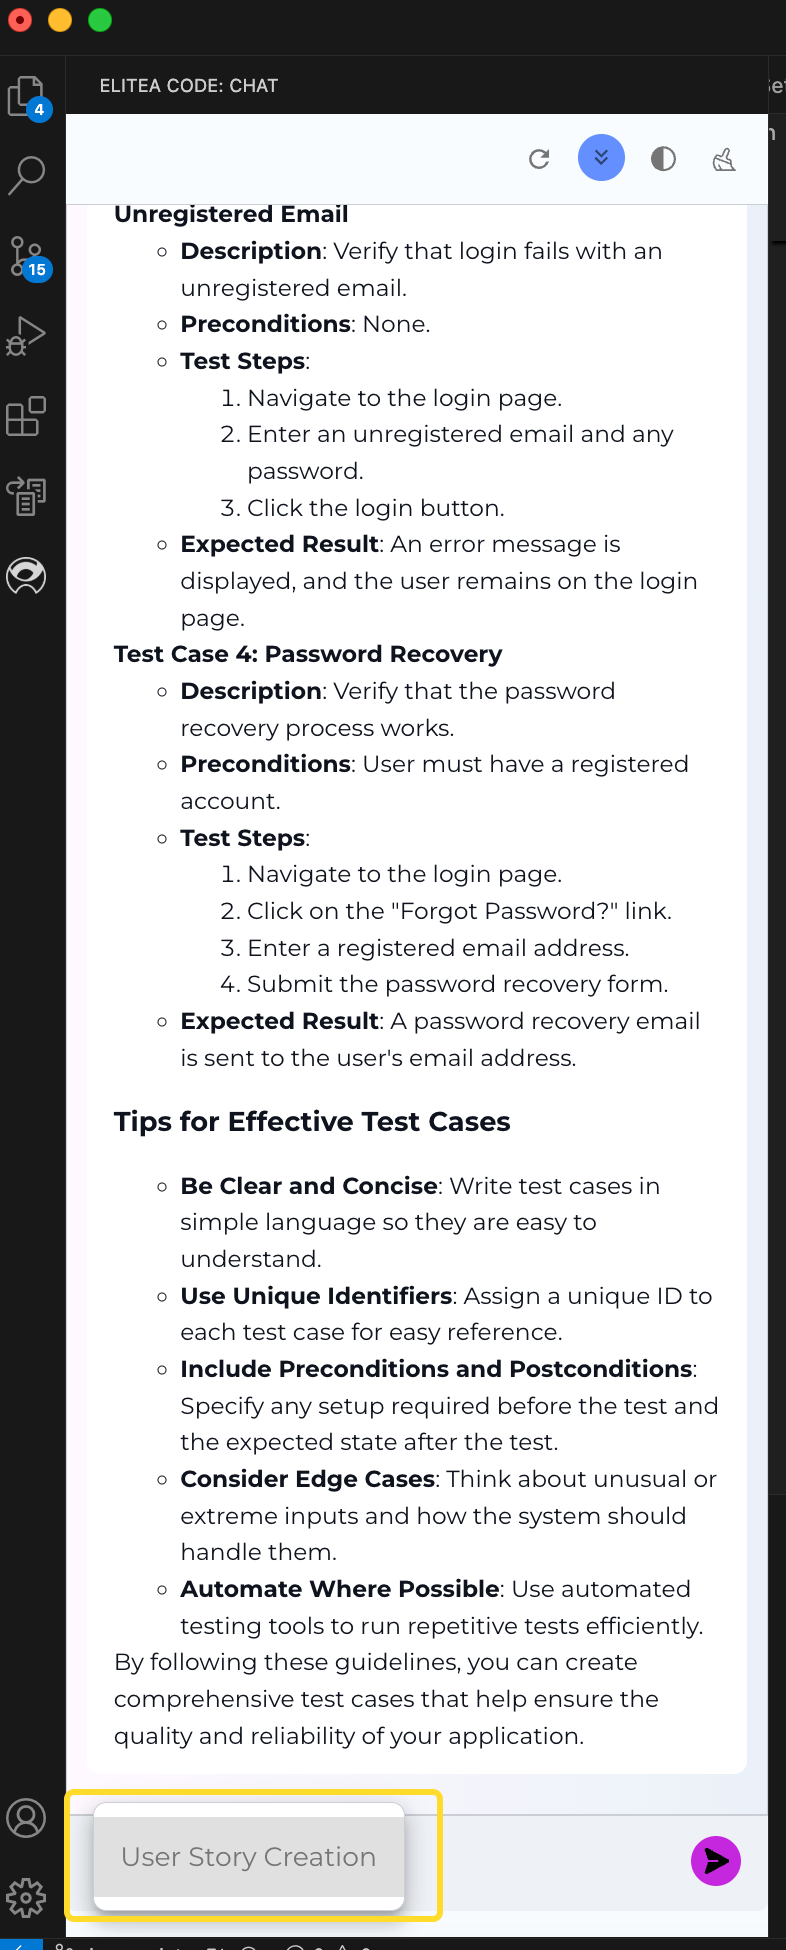 ELITEA CODE: CHAT
4
15
Unregistered Email
Description: Verify that login fails with an
unregistered email.
Preconditions: None.
Test Steps:
1. Navigate to the login page.
2. Enter an unregistered email and any
password.
3. Click the login button.
Expected Result: An error message is
displayed, and the user remains on the login
page.
Test Case 4: Password Recovery
Description: Verify that the password
recovery process works.
Preconditions: User must have a registered
account.
Test Steps:
1. Navigate to the login page.
2. Click on the "Forgot Password?" link.
3. Enter a registered email address.
4. Submit the password recovery form.
Expected Result: A password recovery email
is sent to the user's email address.
Tips for Effective Test Cases
Be Clear and Concise: Write test cases in
simple language so they are easy to
understand.
Use Unique Identifiers: Assign a unique ID to
each test case for easy reference.
Include Preconditions and Postconditions:
Specify any setup required before the test and
the expected state after the test.
Consider Edge Cases: Think about unusual or
extreme inputs and how the system should
handle them.
Automate Where Possible: Use automated
testing tools to run repetitive tests efficiently.
By following these guidelines, you can create
comprehensive test cases that help ensure the
quality and reliability of your application.
User Story Creation